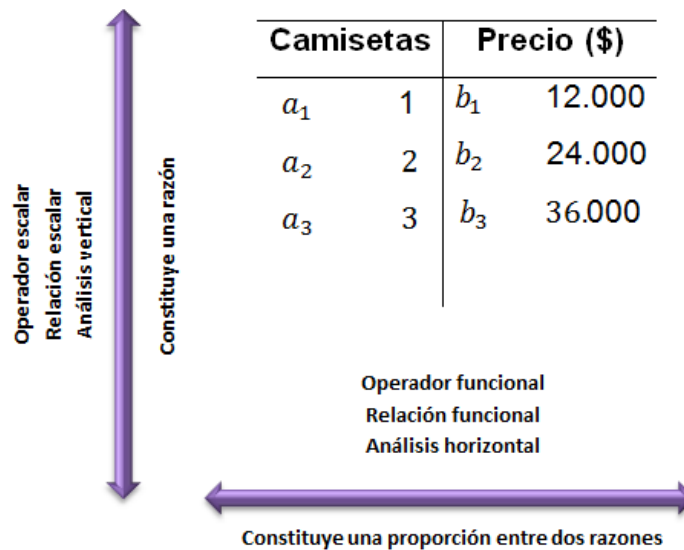 Camisetas Precio ($)
a₁ 1 b₁ 12.000
a₂ 2 b₂ 24.000
a₃ 3 b₃ 36.000
Operador escalar
Relación escalar
Análisis vertical
Constituye una razón
Operador funcional
Relación funcional
Análisis horizontal
Constituye una proporción entre dos razones